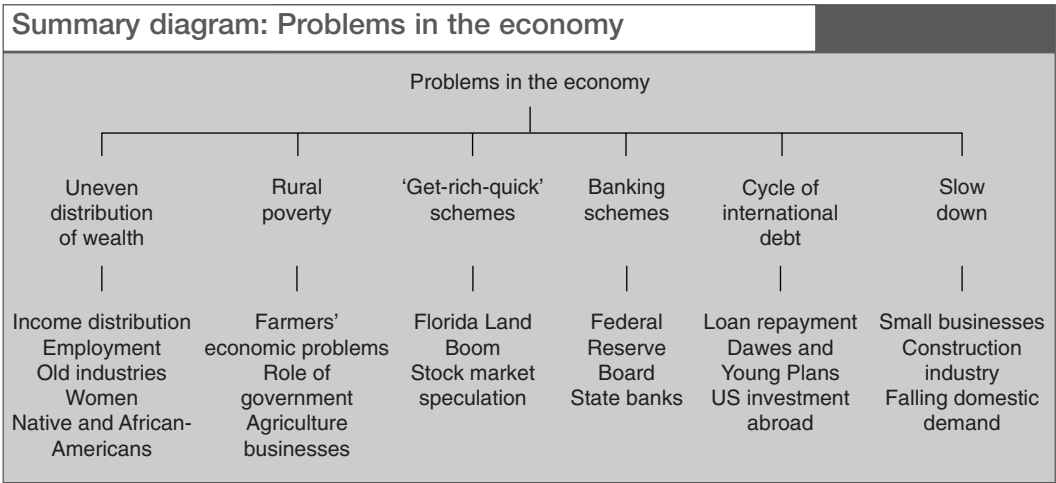 Summary diagram: Problems in the economy
Problems in the economy
Uneven
distribution
of wealth
Rural
poverty
‘Get-rich-quick’
schemes
Banking
schemes
Cycle of
international
debt
Slow
down
Income distribution
Employment
Old industries
Women
Native and African-
Americans
Farmers’
economic problems
Role of
government
Agriculture
businesses
Florida Land
Boom
Stock market
speculation
Federal
Reserve
Board
State banks
Loan repayment
Dawes and
Young Plans
US investment
abroad
Small businesses
Construction
industry
Falling domestic
demand